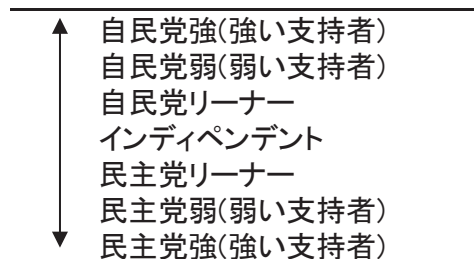 自民党強(強い支持者)
自民党弱(弱い支持者)
自民党リーナー
インディペンデント
民主党リーナー
民主党弱(弱い支持者)
民主党強(強い支持者)